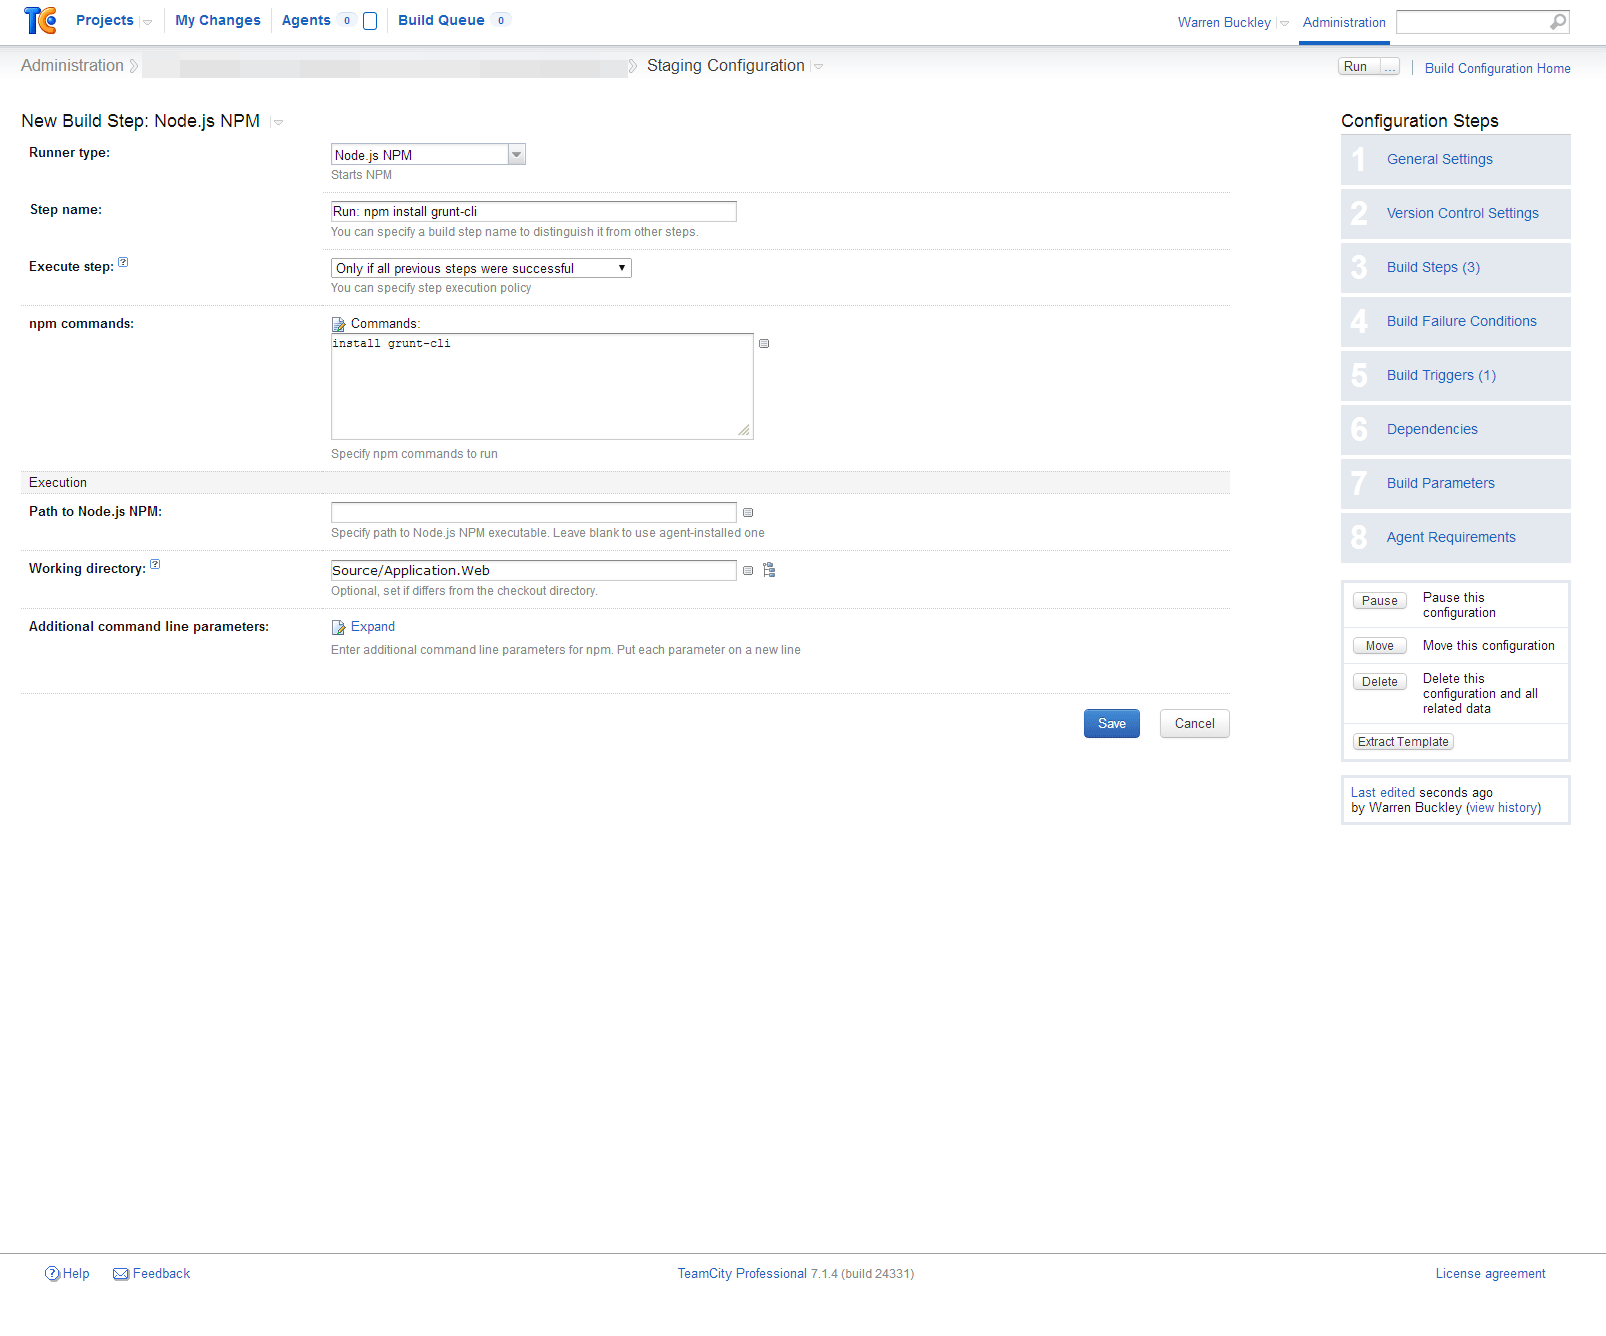 TC Projects My Changes Agents 0 Build Queue 0 Warren Buckley Administration
Administration Staging Configuration Run ... Build Configuration Home
New Build Step: Node.js NPM
Runner type: Node.js NPM
Starts NPM
Step name: Run: npm install grunt-cli
You can specify a build step name to distinguish it from other steps.
Execute step: ? Only if all previous steps were successful
You can specify step execution policy
npm commands: Commands:
install grunt-cli
Specify npm commands to run
Execution
Path to Node.js NPM:
Specify path to Node.js NPM executable. Leave blank to use agent-installed one
Working directory: ? Source/Application.Web
Optional, set if differs from the checkout directory.
Additional command line parameters: Expand
Enter additional command line parameters for npm. Put each parameter on a new line
Save Cancel
Configuration Steps
1 General Settings
2 Version Control Settings
3 Build Steps (3)
4 Build Failure Conditions
5 Build Triggers (1)
6 Dependencies
7 Build Parameters
8 Agent Requirements
Pause Pause this
configuration
Move Move this configuration
Delete Delete this
configuration and all
related data
Extract Template
Last edited seconds ago
by Warren Buckley (view history)
? Help Feedback TeamCity Professional 7.1.4 (build 24331) License agreement